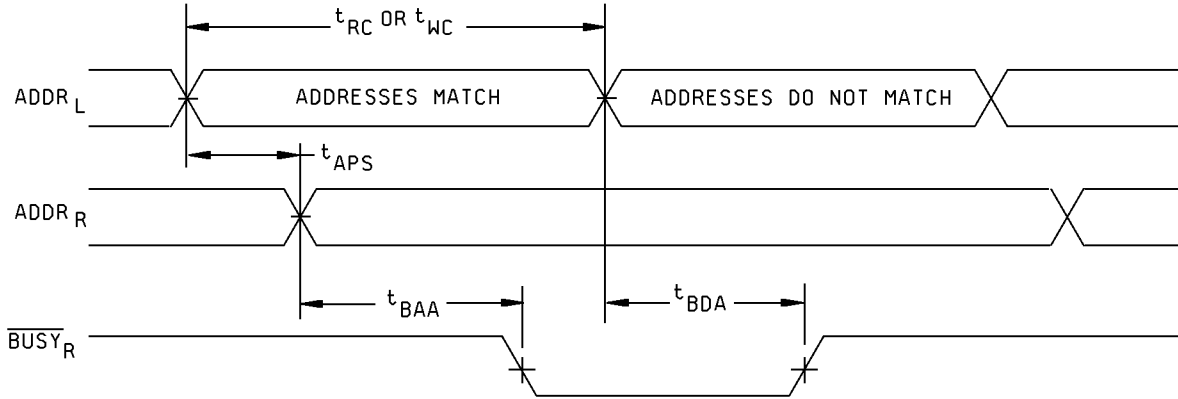 tRC OR tWC
ADDRL ADDRESSES MATCH ADDRESSES DO NOT MATCH
tAPS
ADDRR
tBAA tBDA
BUSYR